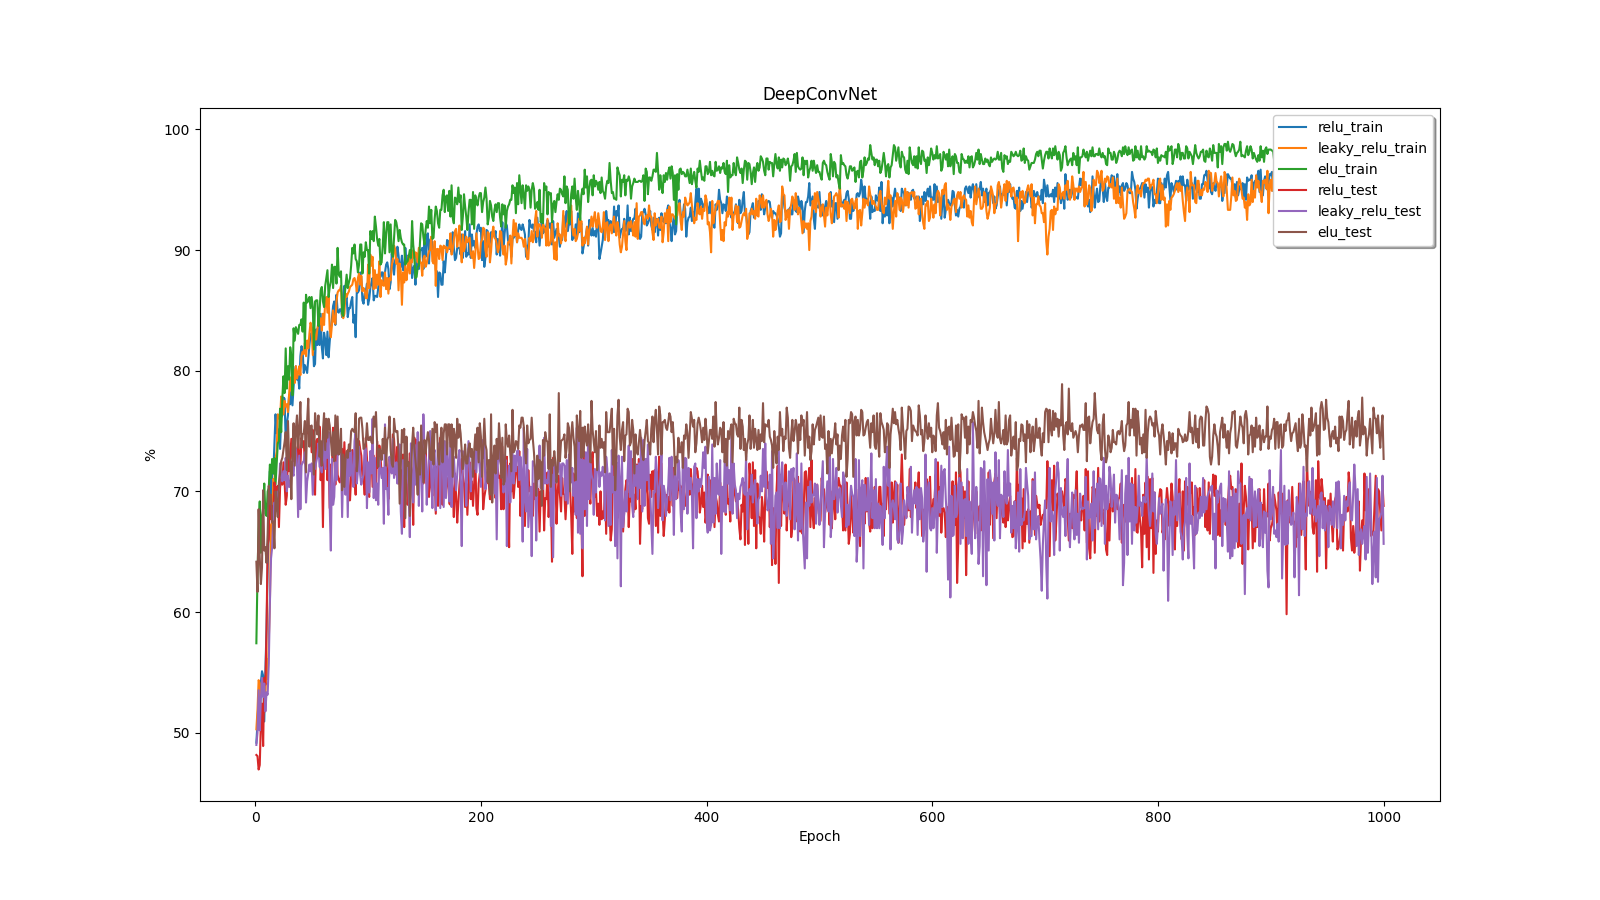 DeepConvNet
relu_train
leaky_relu_train
elu_train
relu_test
leaky_relu_test
elu_test
100
90
80
70
60
50
%
0
200
400
600
800
1000
Epoch